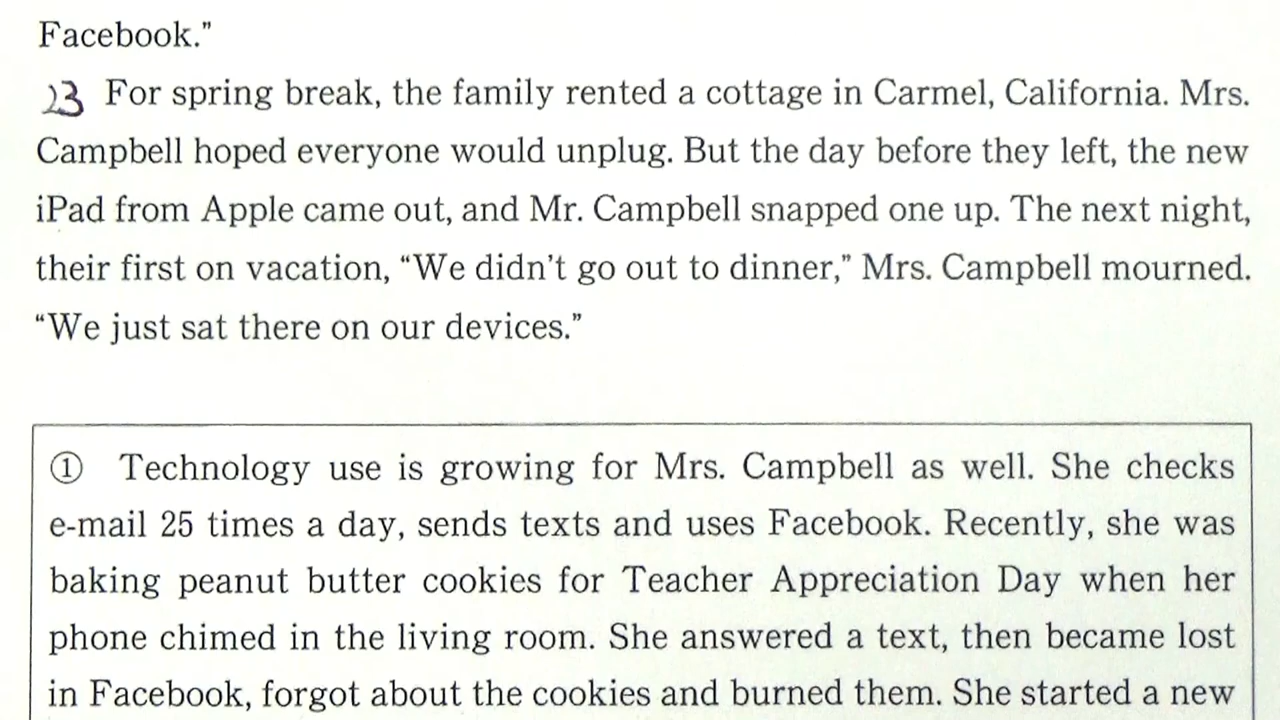 Facebook.”
23 For spring break, the family rented a cottage in Carmel, California. Mrs.
Campbell hoped everyone would unplug. But the day before they left, the new
iPad from Apple came out, and Mr. Campbell snapped one up. The next night,
their first on vacation, “We didn’t go out to dinner,” Mrs. Campbell mourned.
“We just sat there on our devices.”
① Technology use is growing for Mrs. Campbell as well. She checks
e-mail 25 times a day, sends texts and uses Facebook. Recently, she was
baking peanut butter cookies for Teacher Appreciation Day when her
phone chimed in the living room. She answered a text, then became lost
in Facebook, forgot about the cookies and burned them. She started a new